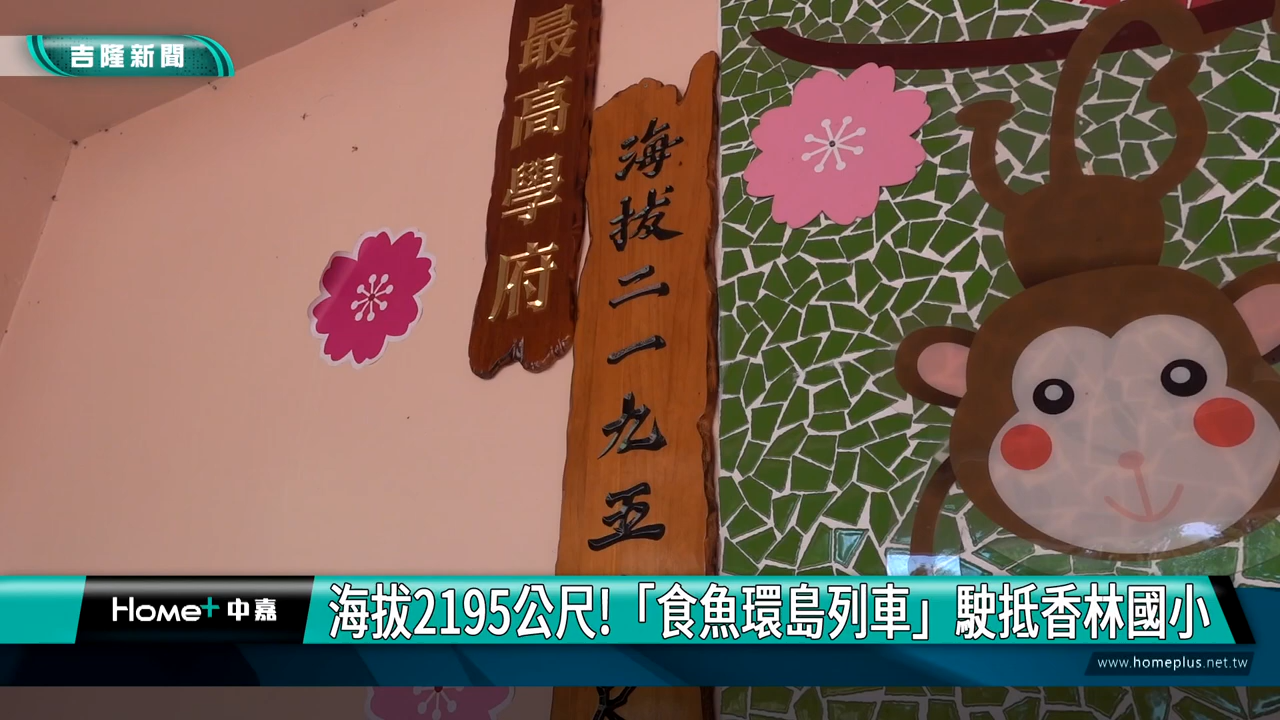 吉隆新聞
最高學府
海拔二一九五
Home+ 中嘉
海拔2195公尺!「食魚環島列車」駛抵香林國小
www.homeplus.net.tw